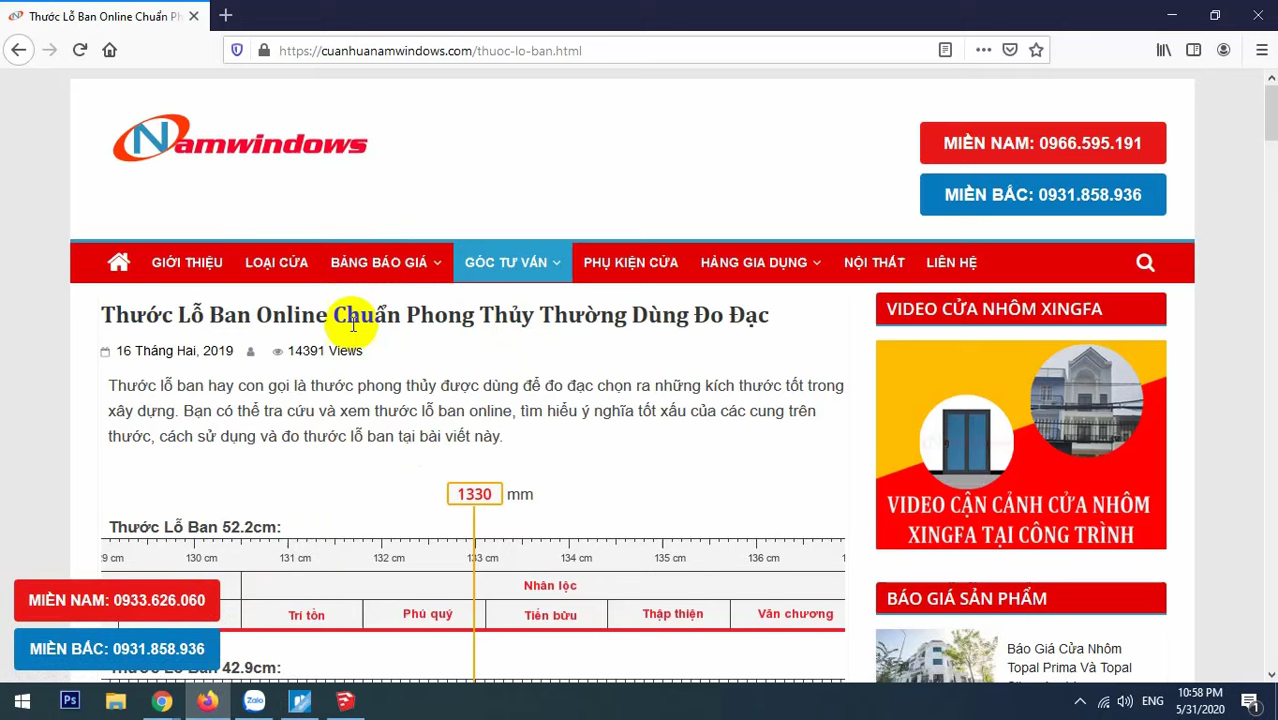 Thước Lỗ Ban Online Chuẩn Ph
https://cuanhuanamwindows.com/thuoc-lo-ban.html
Namwindows
MIỀN NAM: 0966.595.191
MIỀN BẮC: 0931.858.936
GIỚI THIỆU LOẠI CỬA BẢNG BÁO GIÁ GÓC TƯ VẤN PHỤ KIỆN CỬA HÀNG GIA DỤNG NỘI THẤT LIÊN HỆ
Thước Lỗ Ban Online Chuẩn Phong Thủy Thường Dùng Đo Đạc
16 Tháng Hai, 2019 14391 Views
Thước lỗ ban hay con gọi là thước phong thủy được dùng để đo đạc chọn ra những kích thước tốt trong
xây dựng. Bạn có thể tra cứu và xem thước lỗ ban online, tìm hiểu ý nghĩa tốt xấu của các cung trên
thước, cách sử dụng và đo thước lỗ ban tại bài viết này.
1330 mm
Thước Lỗ Ban 52.2cm:
29 cm 130 cm 131 cm 132 cm 133 cm 134 cm 135 cm 136 cm
Nhân lộc
Trí tồn Phú quý Tiến bửu Thập thiện Văn chương
Thước Lỗ Ban 42.9cm:
MIỀN NAM: 0933.626.060
MIỀN BẮC: 0931.858.936
VIDEO CỬA NHÔM XINGFA
VIDEO CẬN CẢNH CỬA NHÔM
XINGFA TẠI CÔNG TRÌNH
BÁO GIÁ SẢN PHẨM
Báo Giá Cửa Nhôm
Topal Prima Và Topal
Ps
Zalo
ENG
10:58 PM
5/31/2020
1